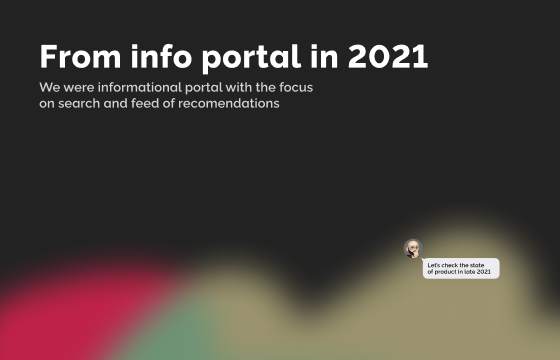 From info portal in 2021
We were informational portal with the focus
on search and feed of recomendations
Let's check the state
of product in late 2021